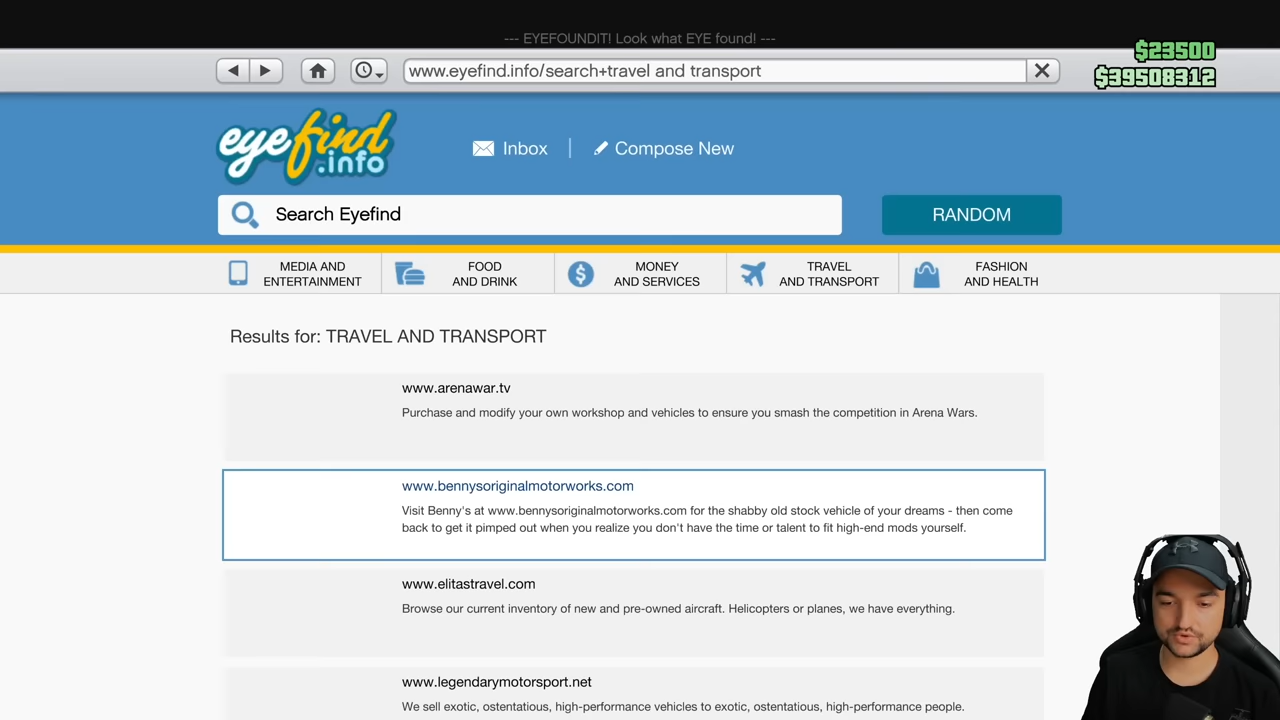 --- EYEFOUNDIT! Look what EYE found! ---
www.eyefind.info/search+travel and transport
$23500
$39508312
eyefind
.info
Inbox
Compose New
Search Eyefind
RANDOM
MEDIA AND
ENTERTAINMENT
FOOD
AND DRINK
MONEY
AND SERVICES
TRAVEL
AND TRANSPORT
FASHION
AND HEALTH
Results for: TRAVEL AND TRANSPORT
www.arenawar.tv
Purchase and modify your own workshop and vehicles to ensure you smash the competition in Arena Wars.
www.bennysoriginalmotorworks.com
Visit Benny's at www.bennysoriginalmotorworks.com for the shabby old stock vehicle of your dreams - then come
back to get it pimped out when you realize you don't have the time or talent to fit high-end mods yourself.
www.elitastravel.com
Browse our current inventory of new and pre-owned aircraft. Helicopters or planes, we have everything.
www.legendarymotorsport.net
We sell exotic, ostentatious, high-performance vehicles to exotic, ostentatious, high-performance people.